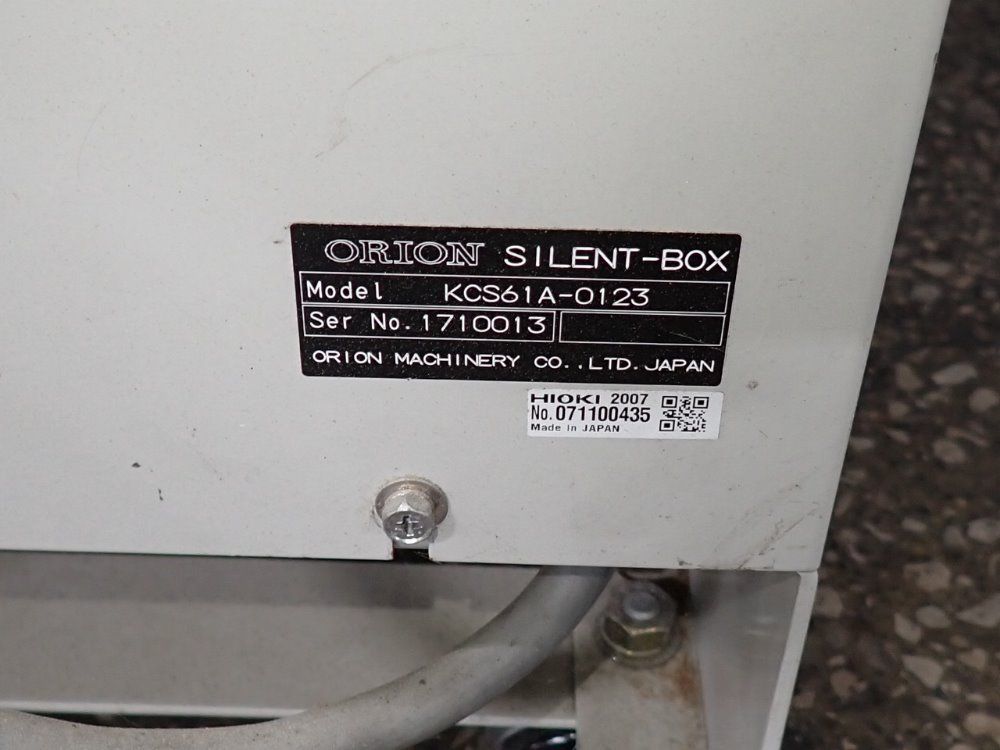 ORION SILENT-BOX
Model KCS61A-0123
Ser No. 1710013
ORION MACHINERY CO.,LTD. JAPAN
HIOKI 2007
No. 071100435
Made in JAPAN